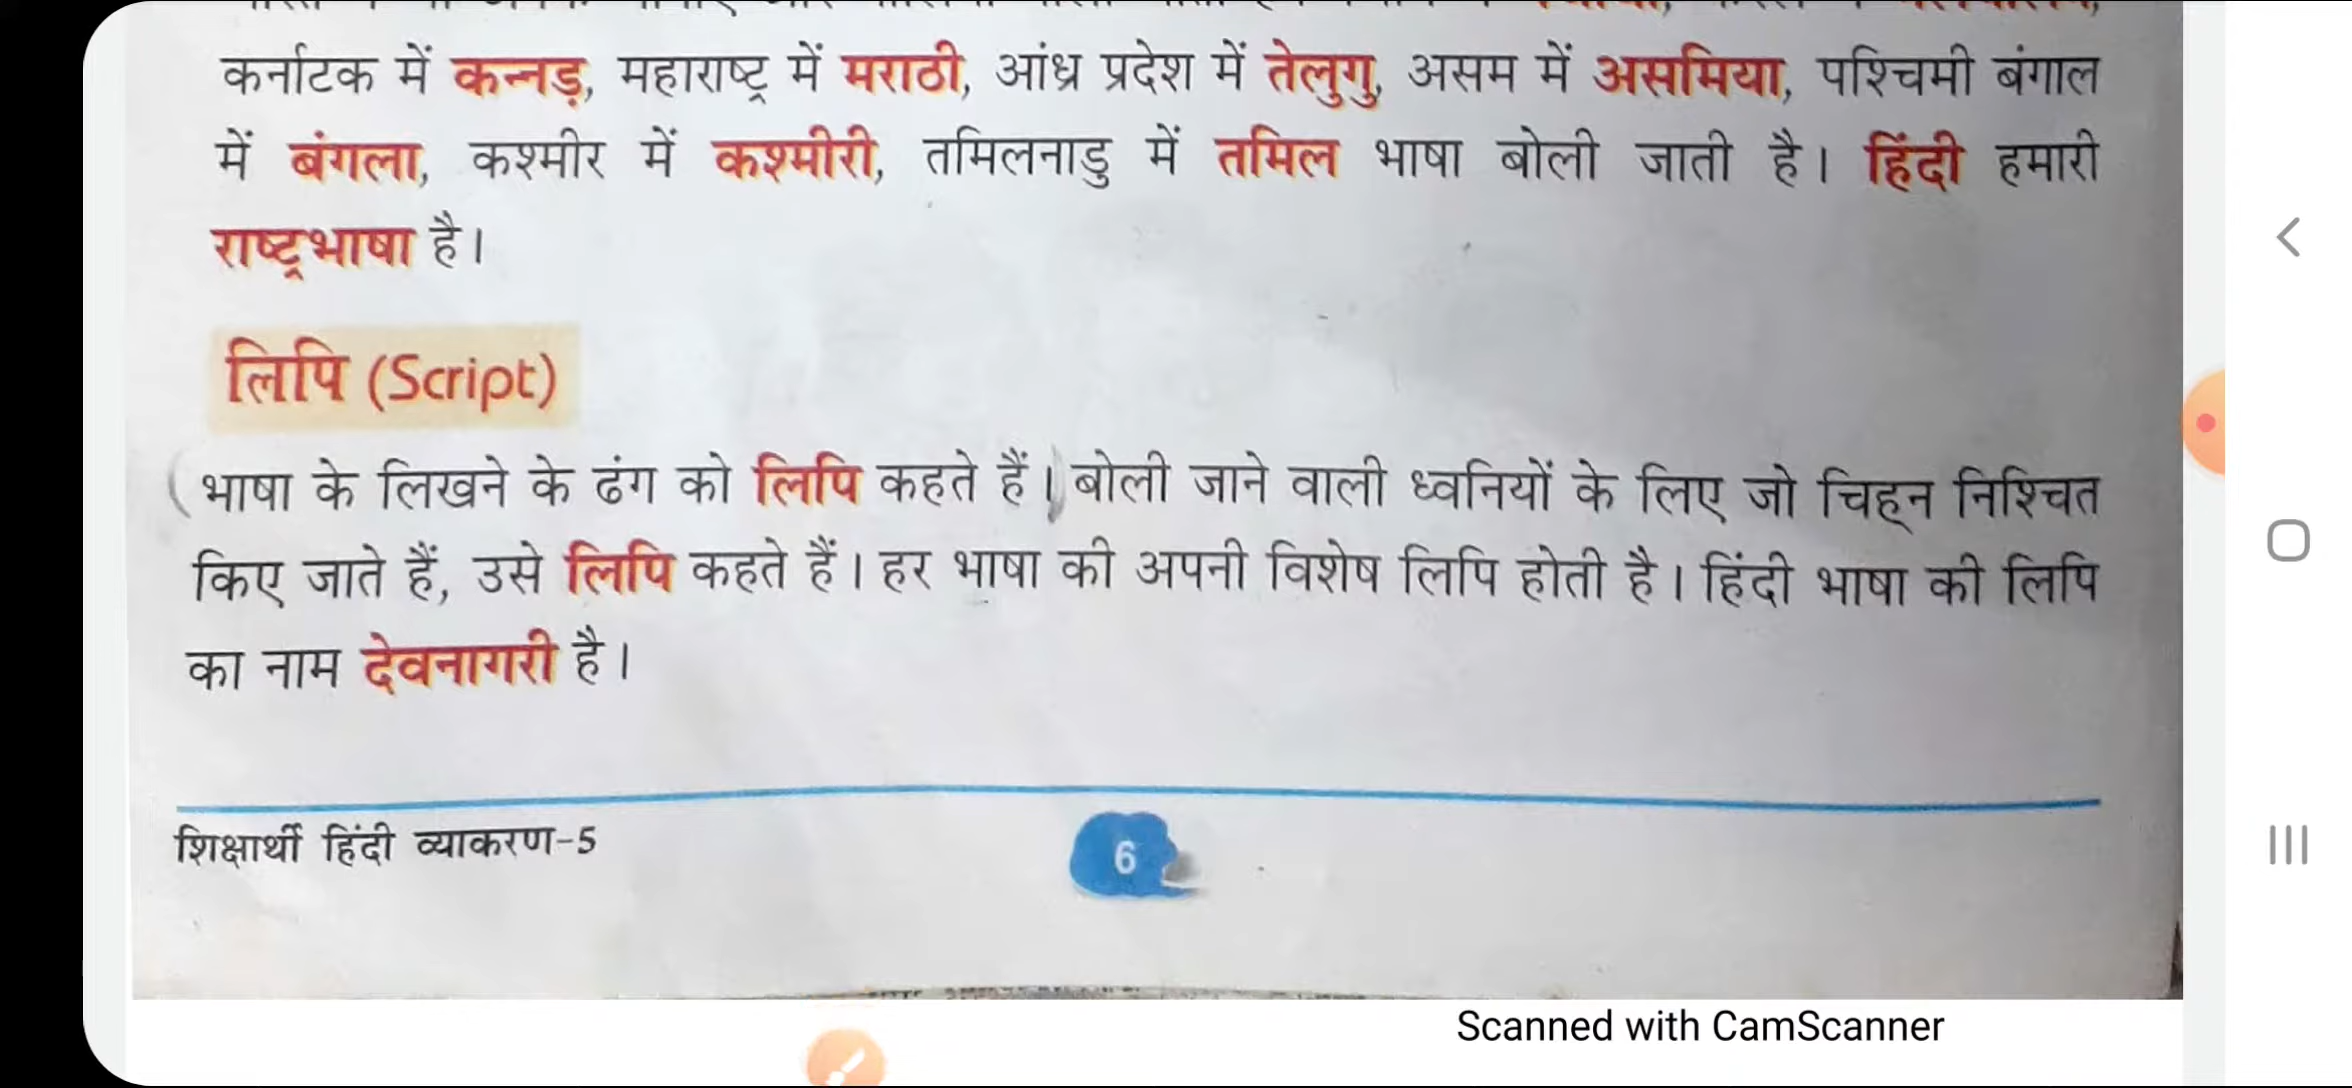 कर्नाटक में कन्नड़, महाराष्ट्र में मराठी, आंध्र प्रदेश में तेलुगु, असम में असमिया, पश्चिमी बंगाल
में बंगला, कश्मीर में कश्मीरी, तमिलनाडु में तमिल भाषा बोली जाती है। हिंदी हमारी
राष्ट्रभाषा है।
लिपि (Script)
(भाषा के लिखने के ढंग को लिपि कहते हैं।) बोली जाने वाली ध्वनियों के लिए जो चिह्न निश्चित
किए जाते हैं, उसे लिपि कहते हैं। हर भाषा की अपनी विशेष लिपि होती है। हिंदी भाषा की लिपि
का नाम देवनागरी है।
शिक्षार्थी हिंदी व्याकरण-5
6
Scanned with CamScanner